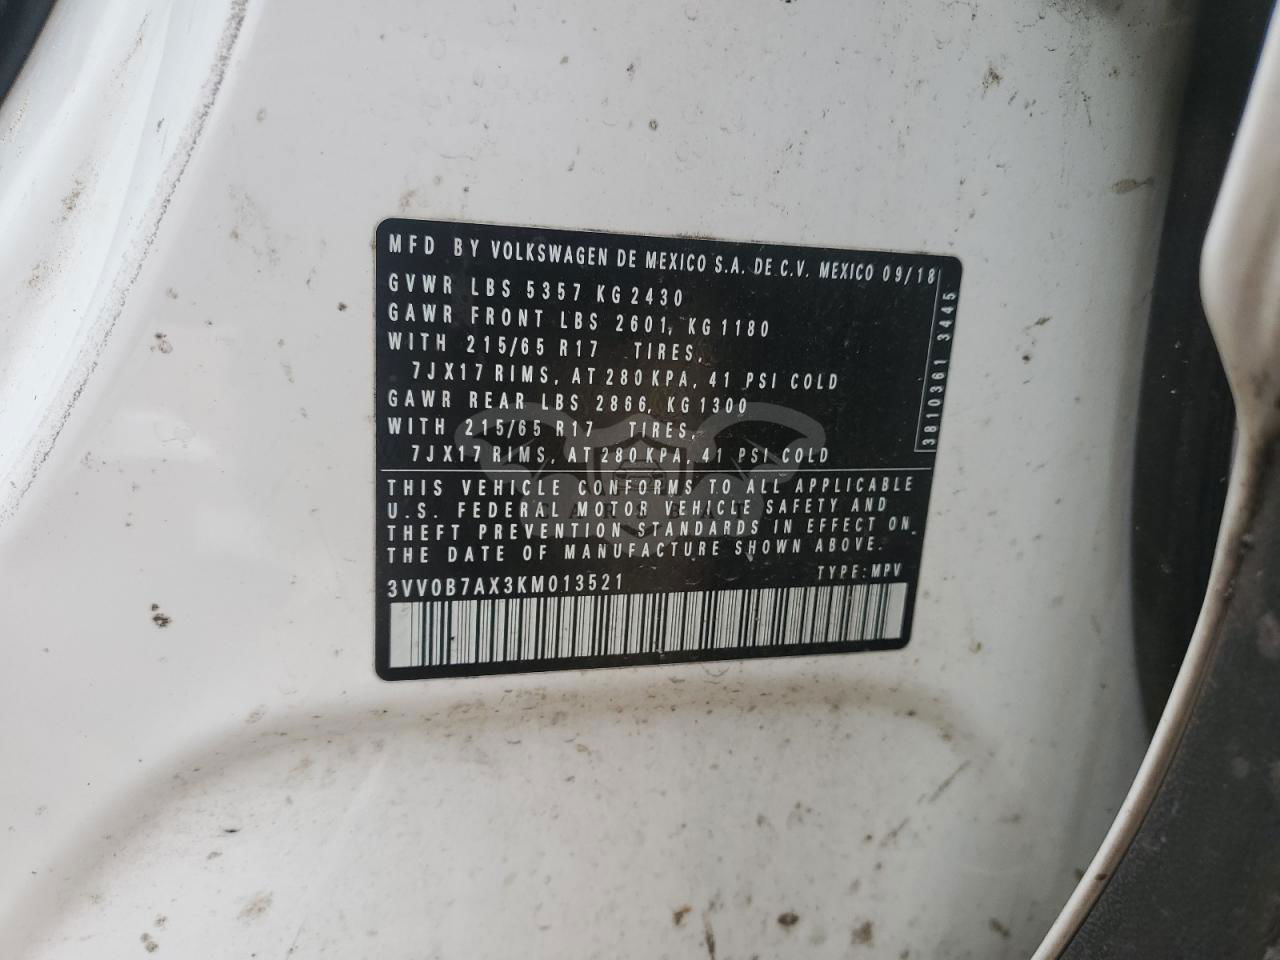 MFD BY VOLKSWAGEN DE MEXICO S.A. DE C.V. MEXICO 09/18
GVWR LBS 5357 KG 2430
GAWR FRONT LBS 2601, KG 1180
WITH 215/65 R17 TIRES,
7JX17 RIMS, AT 280 KPA, 41 PSI COLD
GAWR REAR LBS 2866, KG 1300
WITH 215/65 R17 TIRES,
7JX17 RIMS, AT 280 KPA, 41 PSI COLD
3810361 3445
THIS VEHICLE CONFORMS TO ALL APPLICABLE
U.S. FEDERAL MOTOR VEHICLE SAFETY AND
THEFT PREVENTION STANDARDS IN EFFECT ON
THE DATE OF MANUFACTURE SHOWN ABOVE.
3VV0B7AX3KM013521 TYPE: MPV